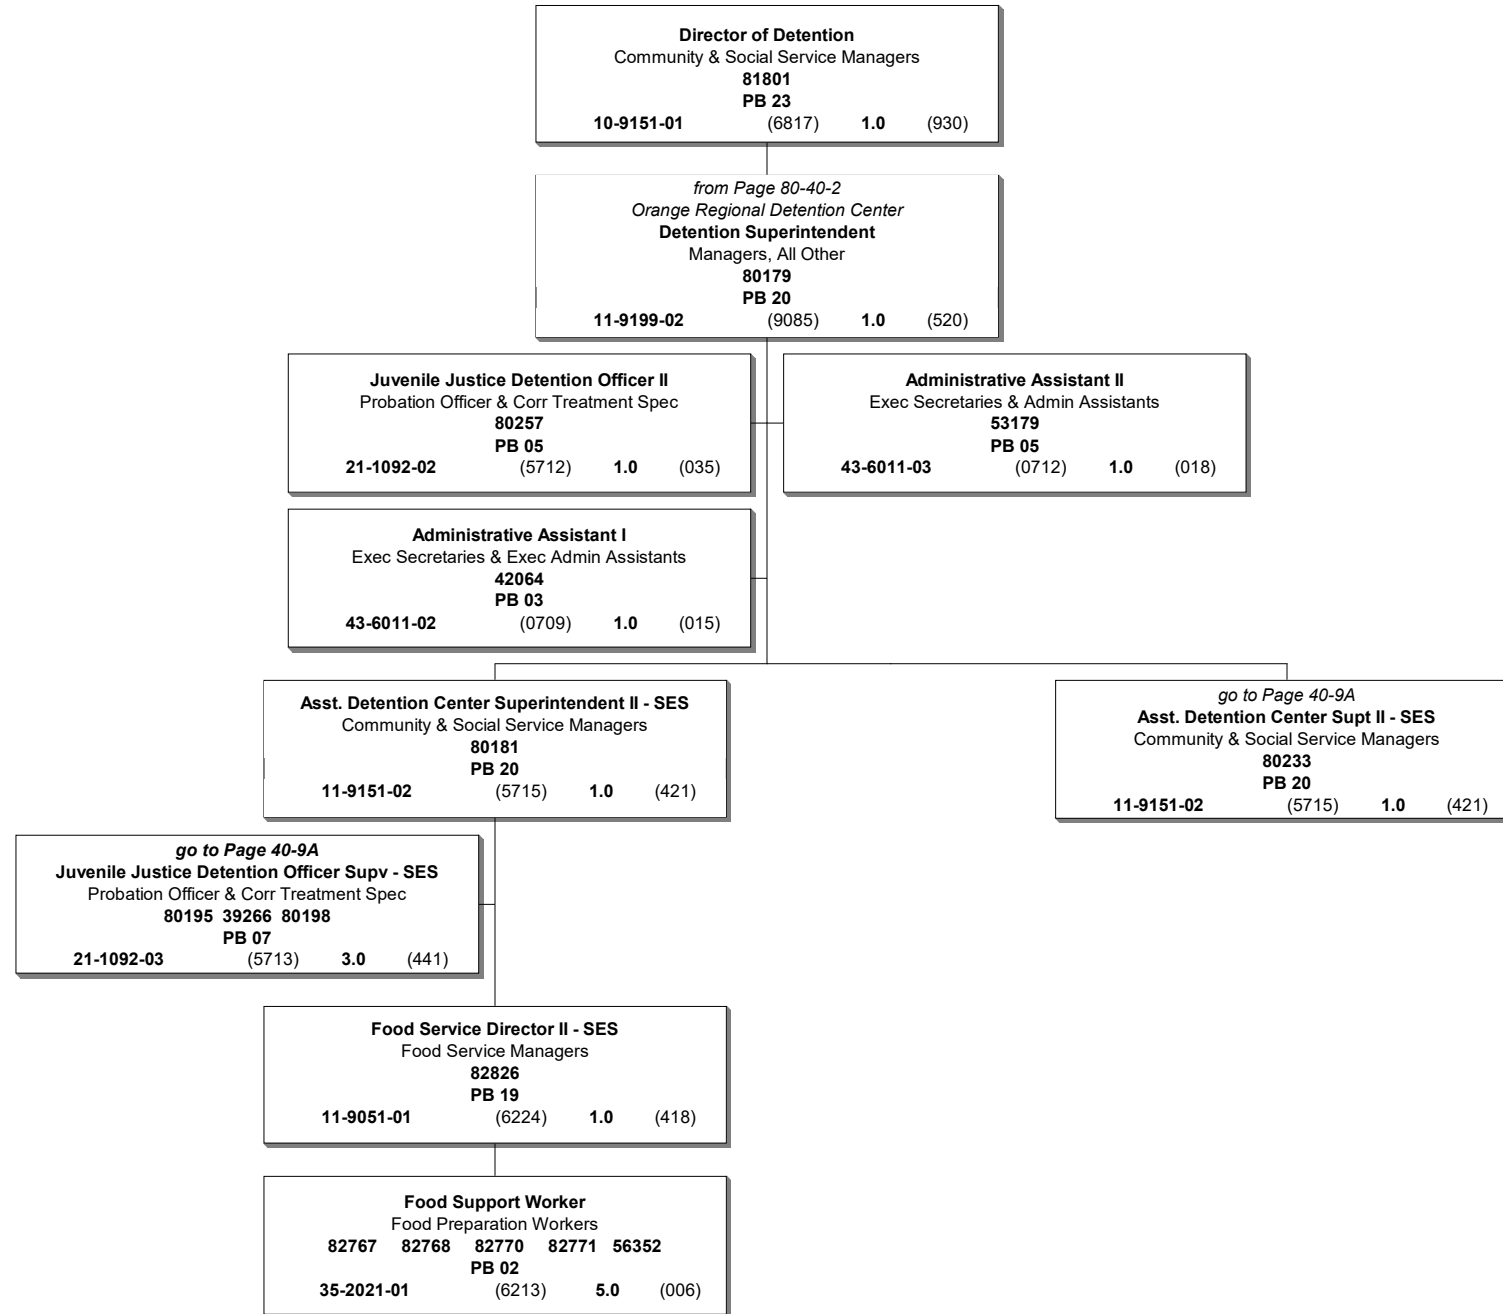 Director of Detention
Community & Social Service Managers
81801
PB 23
10-9151-01 (6817) 1.0 (930)
from Page 80-40-2
Orange Regional Detention Center
Detention Superintendent
Managers, All Other
80179
PB 20
11-9199-02 (9085) 1.0 (520)
Juvenile Justice Detention Officer II
Probation Officer & Corr Treatment Spec
80257
PB 05
21-1092-02 (5712) 1.0 (035)
Administrative Assistant II
Exec Secretaries & Admin Assistants
53179
PB 05
43-6011-03 (0712) 1.0 (018)
Administrative Assistant I
Exec Secretaries & Exec Admin Assistants
42064
PB 03
43-6011-02 (0709) 1.0 (015)
Asst. Detention Center Superintendent II - SES
Community & Social Service Managers
80181
PB 20
11-9151-02 (5715) 1.0 (421)
go to Page 40-9A
Asst. Detention Center Supt II - SES
Community & Social Service Managers
80233
PB 20
11-9151-02 (5715) 1.0 (421)
go to Page 40-9A
Juvenile Justice Detention Officer Supv - SES
Probation Officer & Corr Treatment Spec
80195 39266 80198
PB 07
21-1092-03 (5713) 3.0 (441)
Food Service Director II - SES
Food Service Managers
82826
PB 19
11-9051-01 (6224) 1.0 (418)
Food Support Worker
Food Preparation Workers
82767 82768 82770 82771 56352
PB 02
35-2021-01 (6213) 5.0 (006)